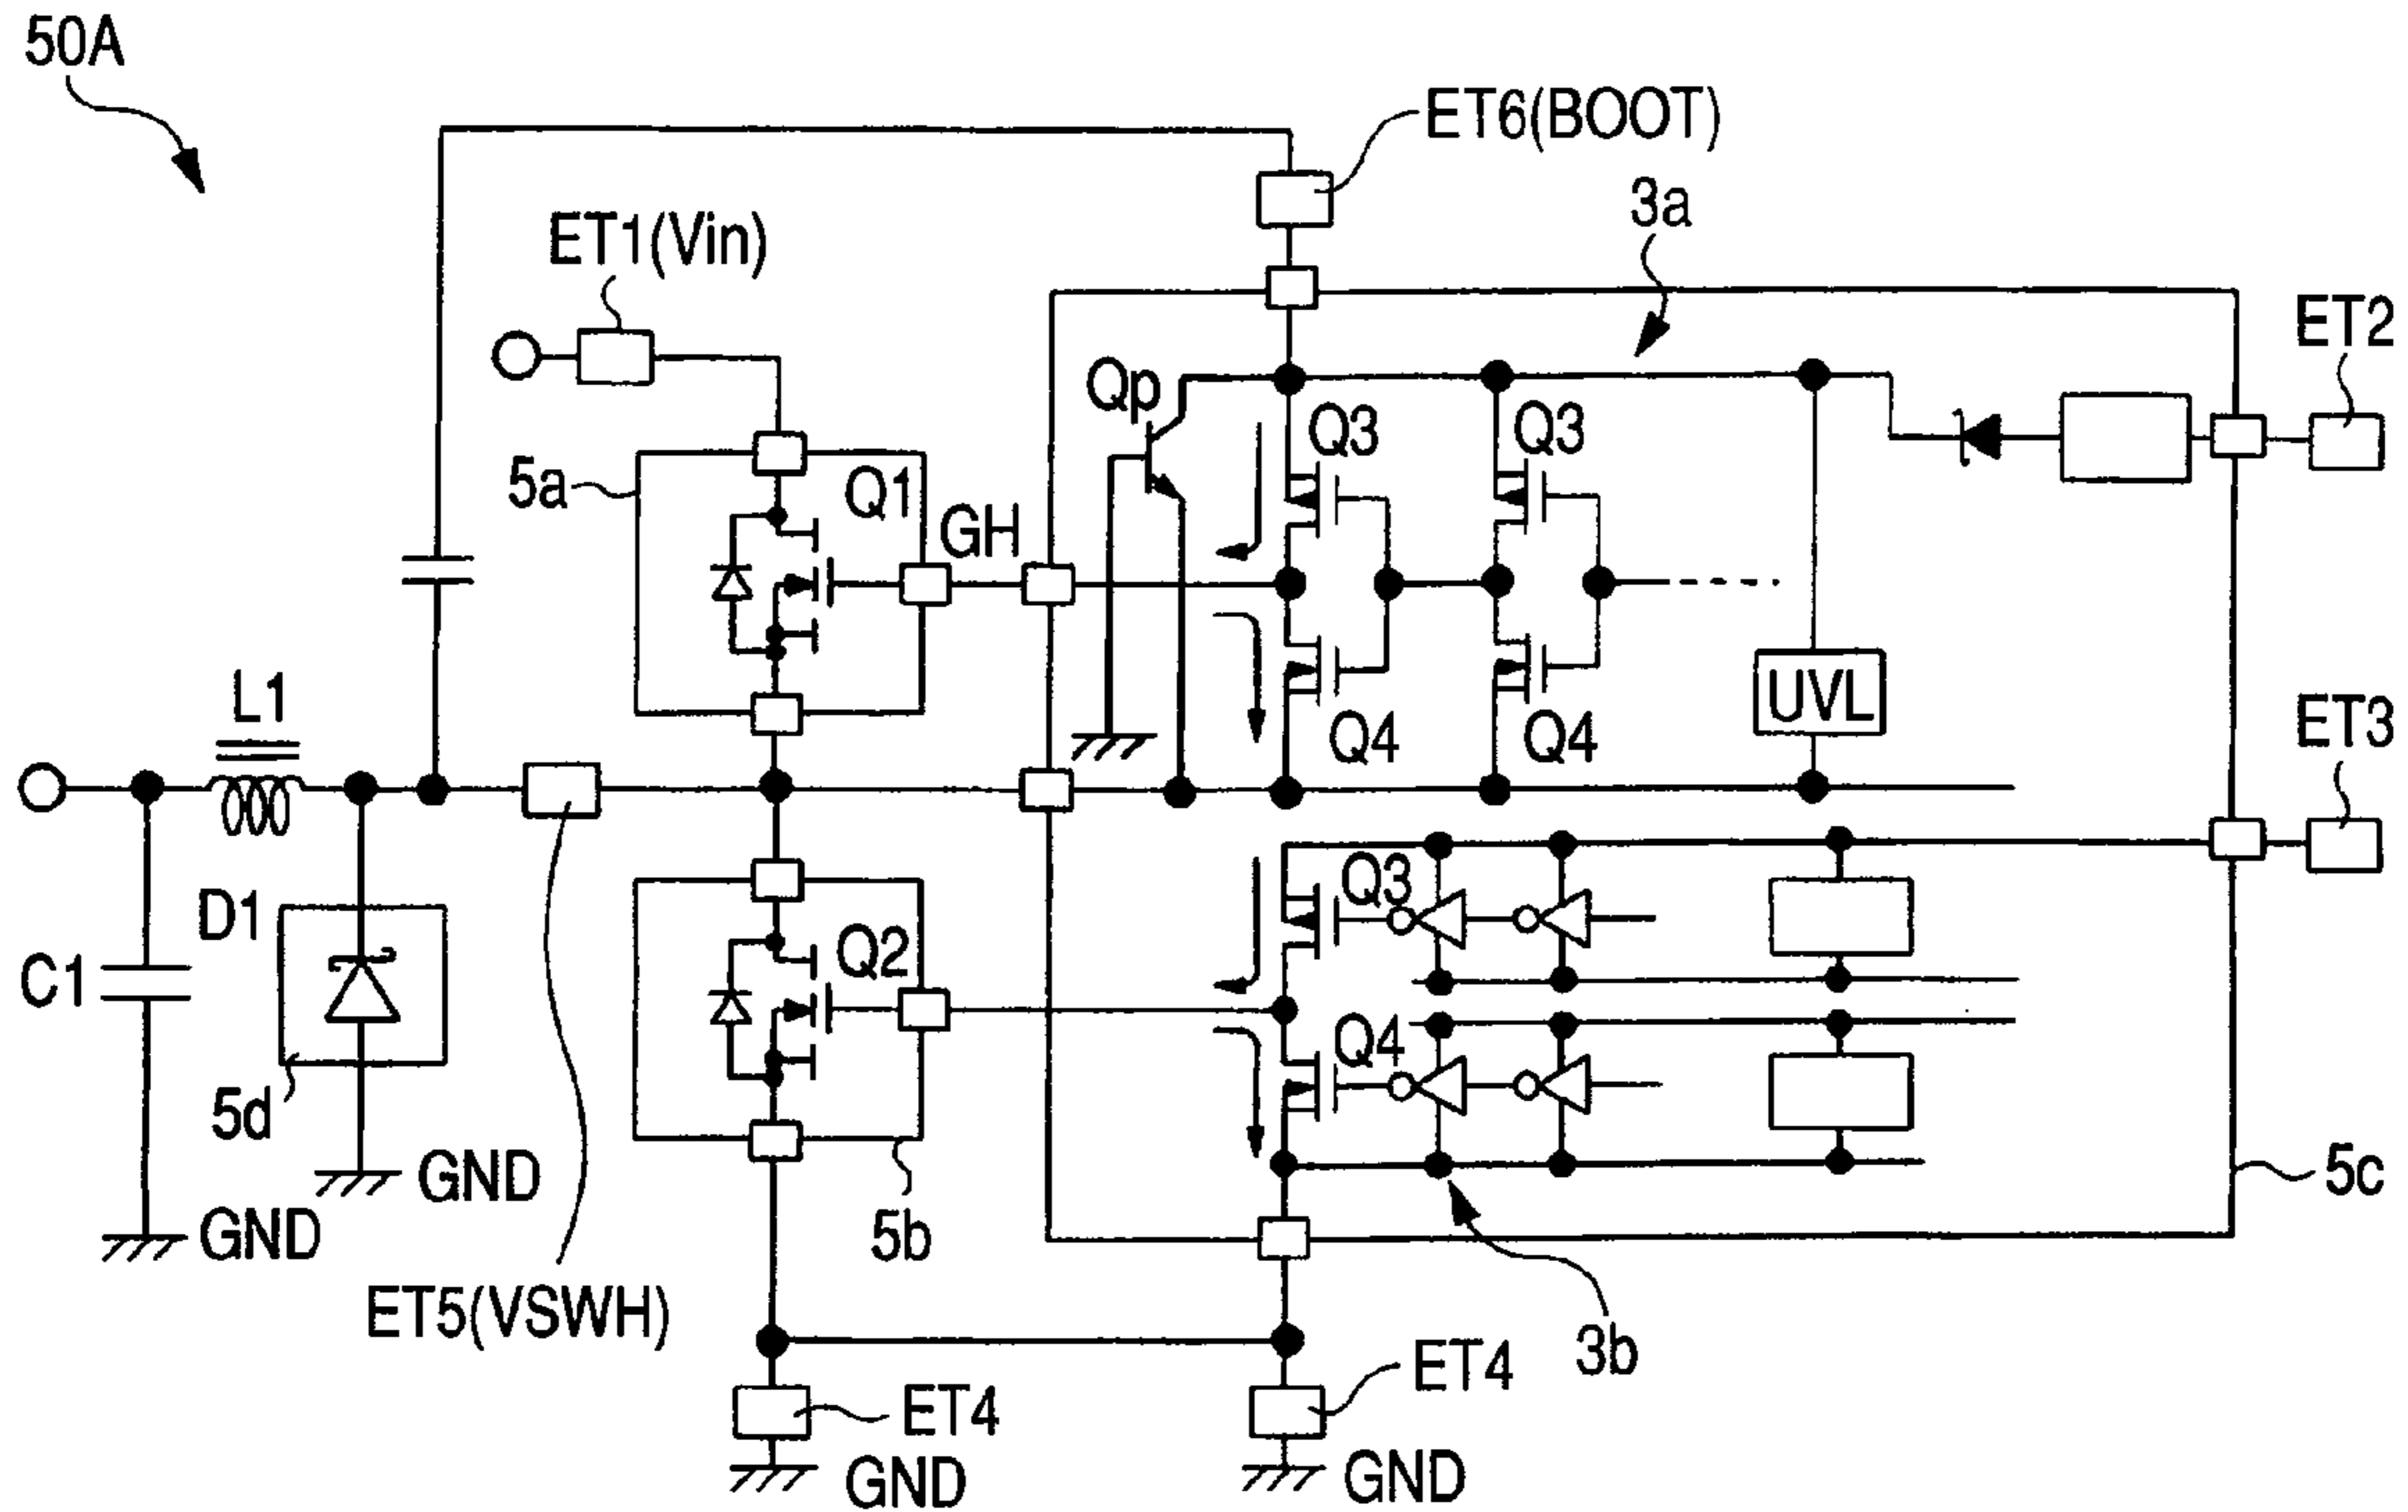 50A
ET6(BOOT)
3a
ET1(Vin)
ET2
Qp
Q3
Q3
5a
Q1
GH
L1
Q4
Q4
UVL
ET3
D1
Q3
C1
Q2
Q4
5d
GND
5c
GND
5b
ET5(VSWH)
3b
ET4
ET4
GND
GND